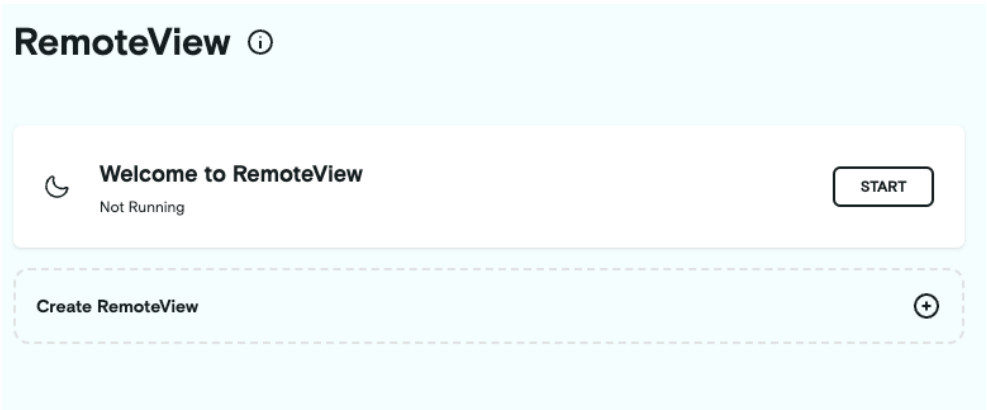 RemoteView
Welcome to RemoteView
Not Running
START
Create RemoteView